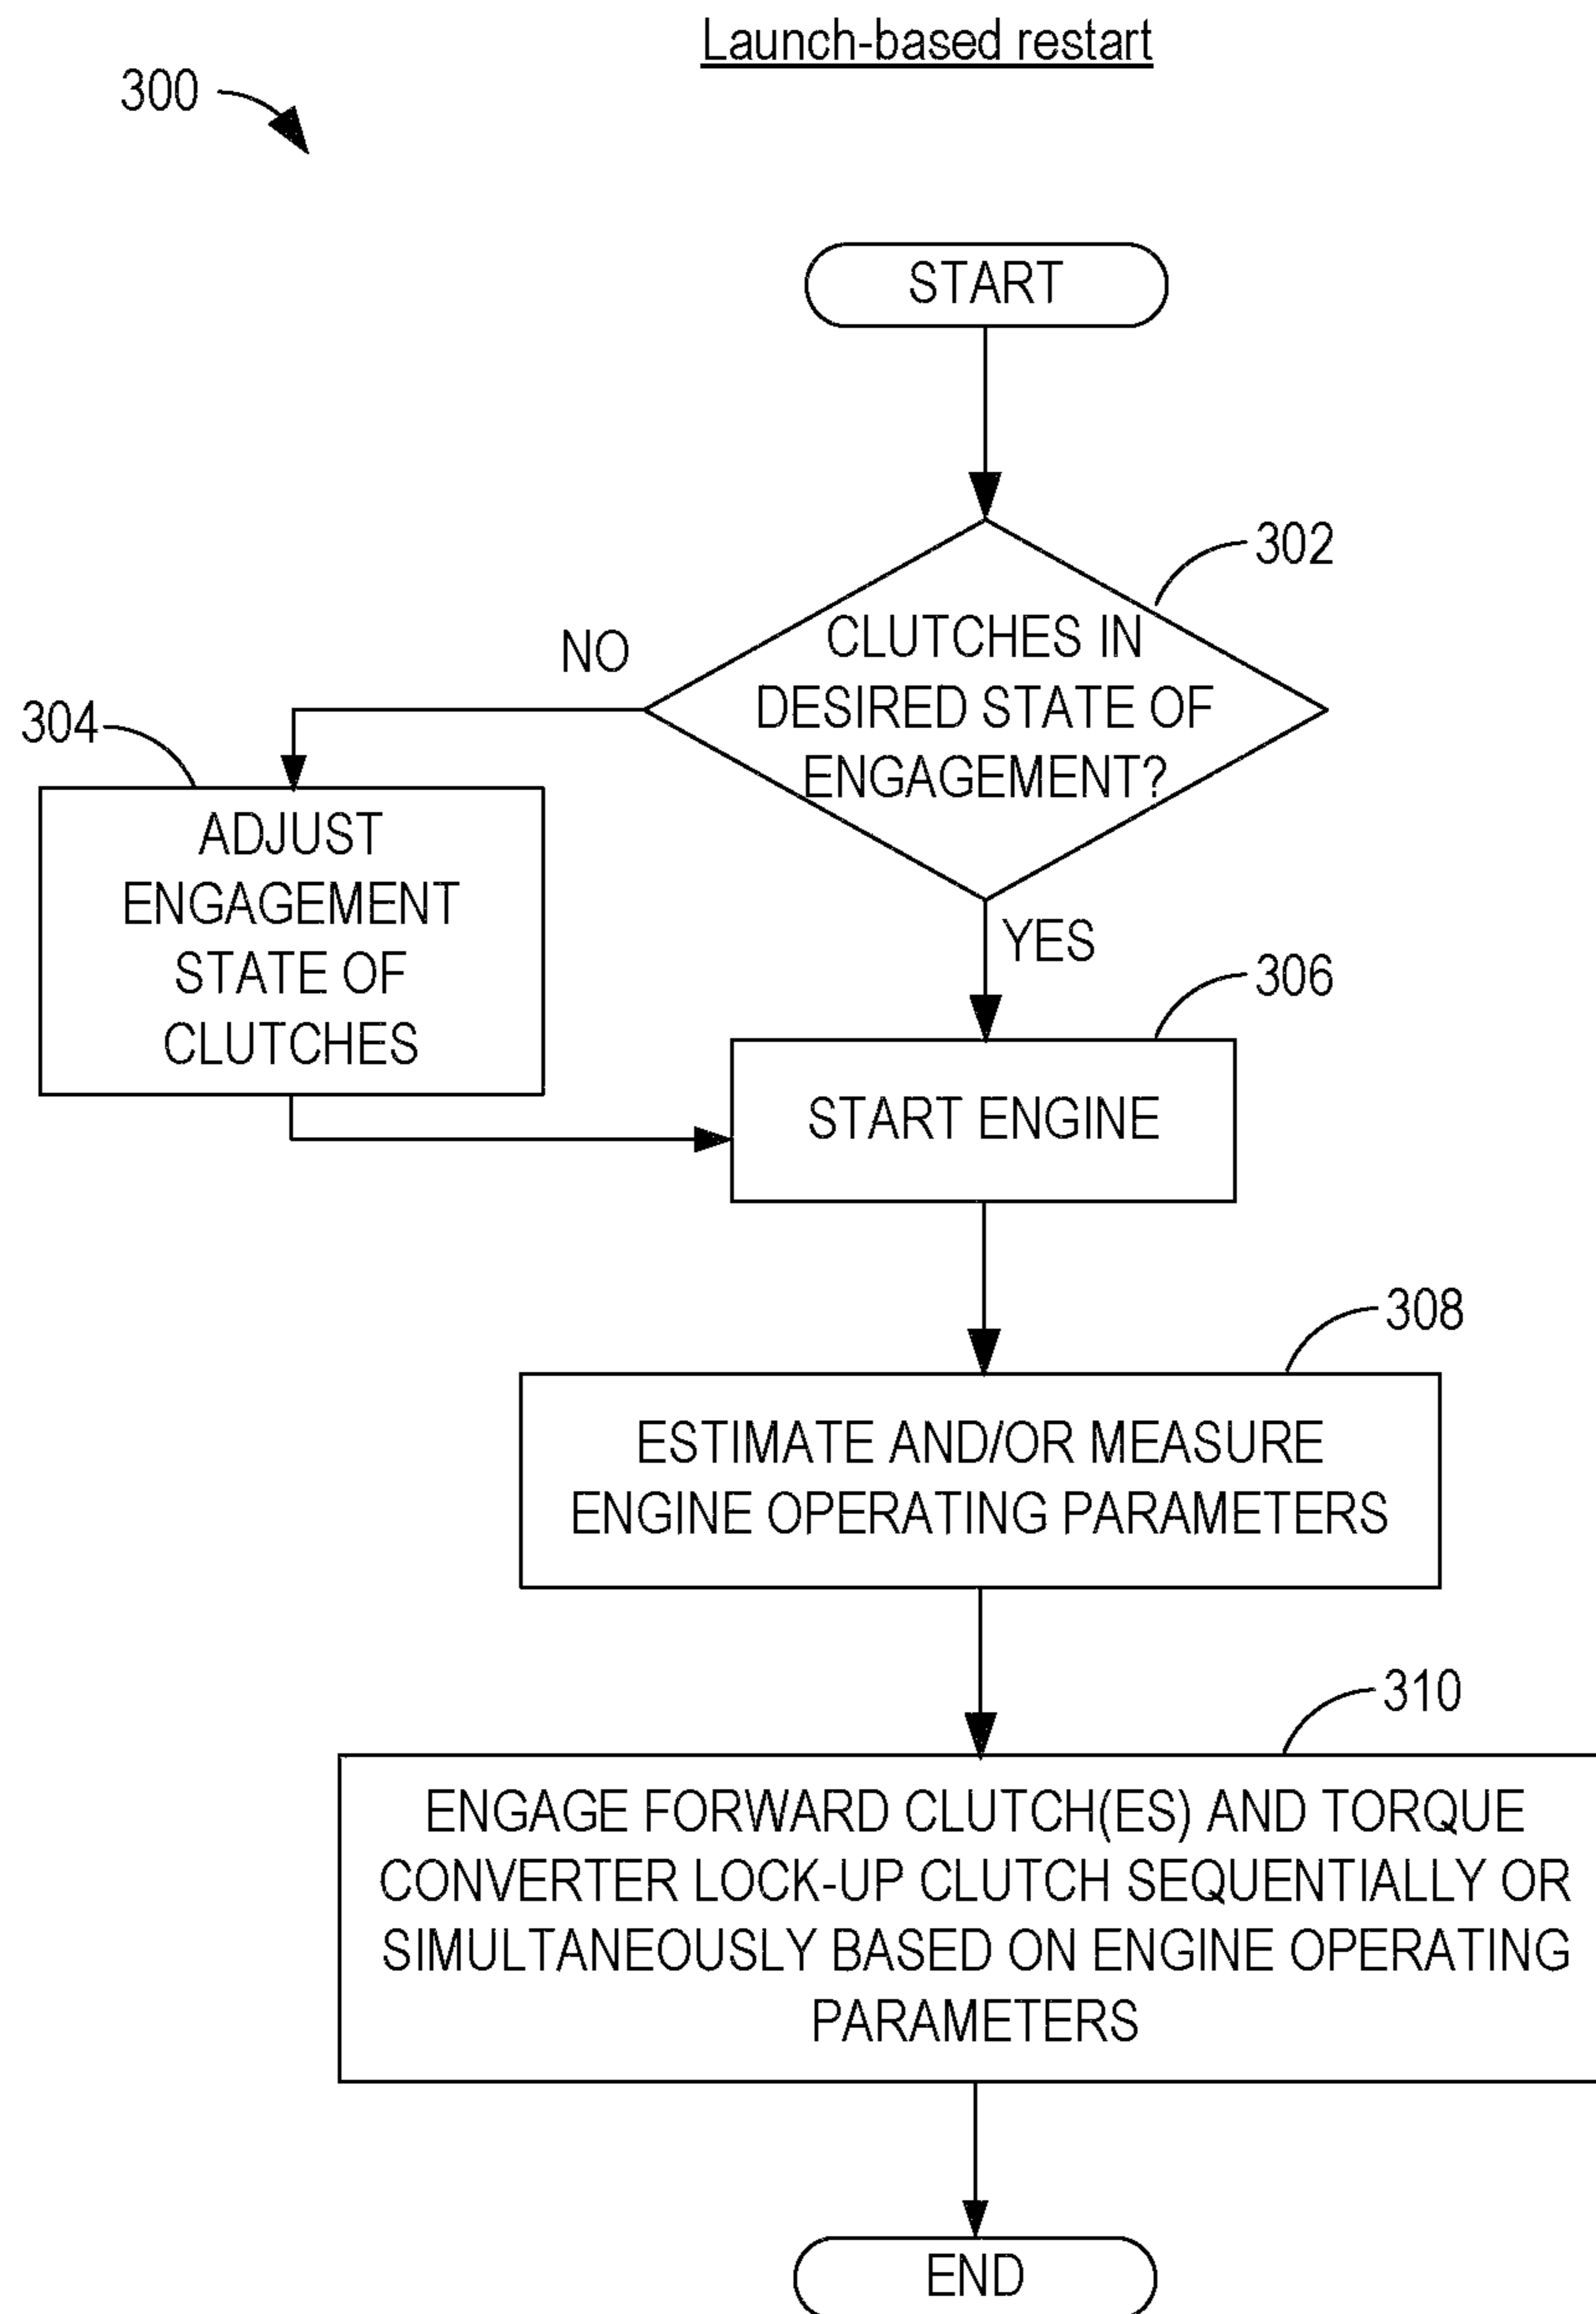 Launch-based restart
300
START
302
CLUTCHES IN
DESIRED STATE OF
ENGAGEMENT?
NO
304
ADJUST
ENGAGEMENT
STATE OF
CLUTCHES
YES
306
START ENGINE
308
ESTIMATE AND/OR MEASURE
ENGINE OPERATING PARAMETERS
310
ENGAGE FORWARD CLUTCH(ES) AND TORQUE
CONVERTER LOCK-UP CLUTCH SEQUENTIALLY OR
SIMULTANEOUSLY BASED ON ENGINE OPERATING
PARAMETERS
END